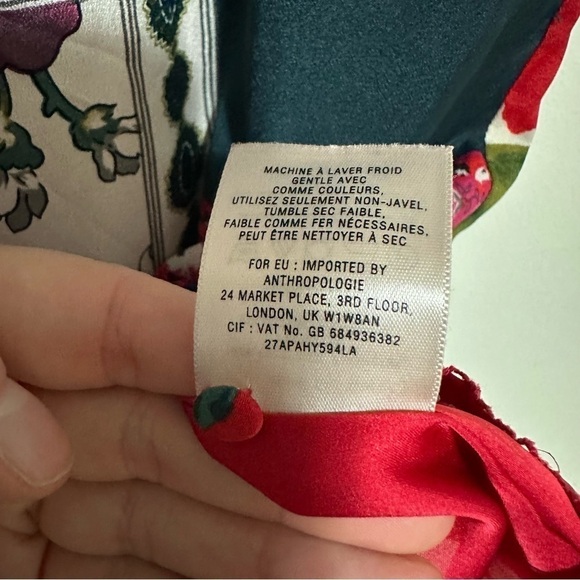 MACHINE À LAVER FROID
GENTLE AVEC
COMME COULEURS,
UTILISEZ SEULEMENT NON-JAVEL,
TUMBLE SEC FAIBLE,
FAIBLE COMME FER NÉCESSAIRES,
PEUT ÊTRE NETTOYER À SEC
FOR EU : IMPORTED BY
ANTHROPOLOGIE
24 MARKET PLACE, 3RD FLOOR,
LONDON, UK W1W8AN
CIF : VAT No. GB 684936382
27APAHY594LA